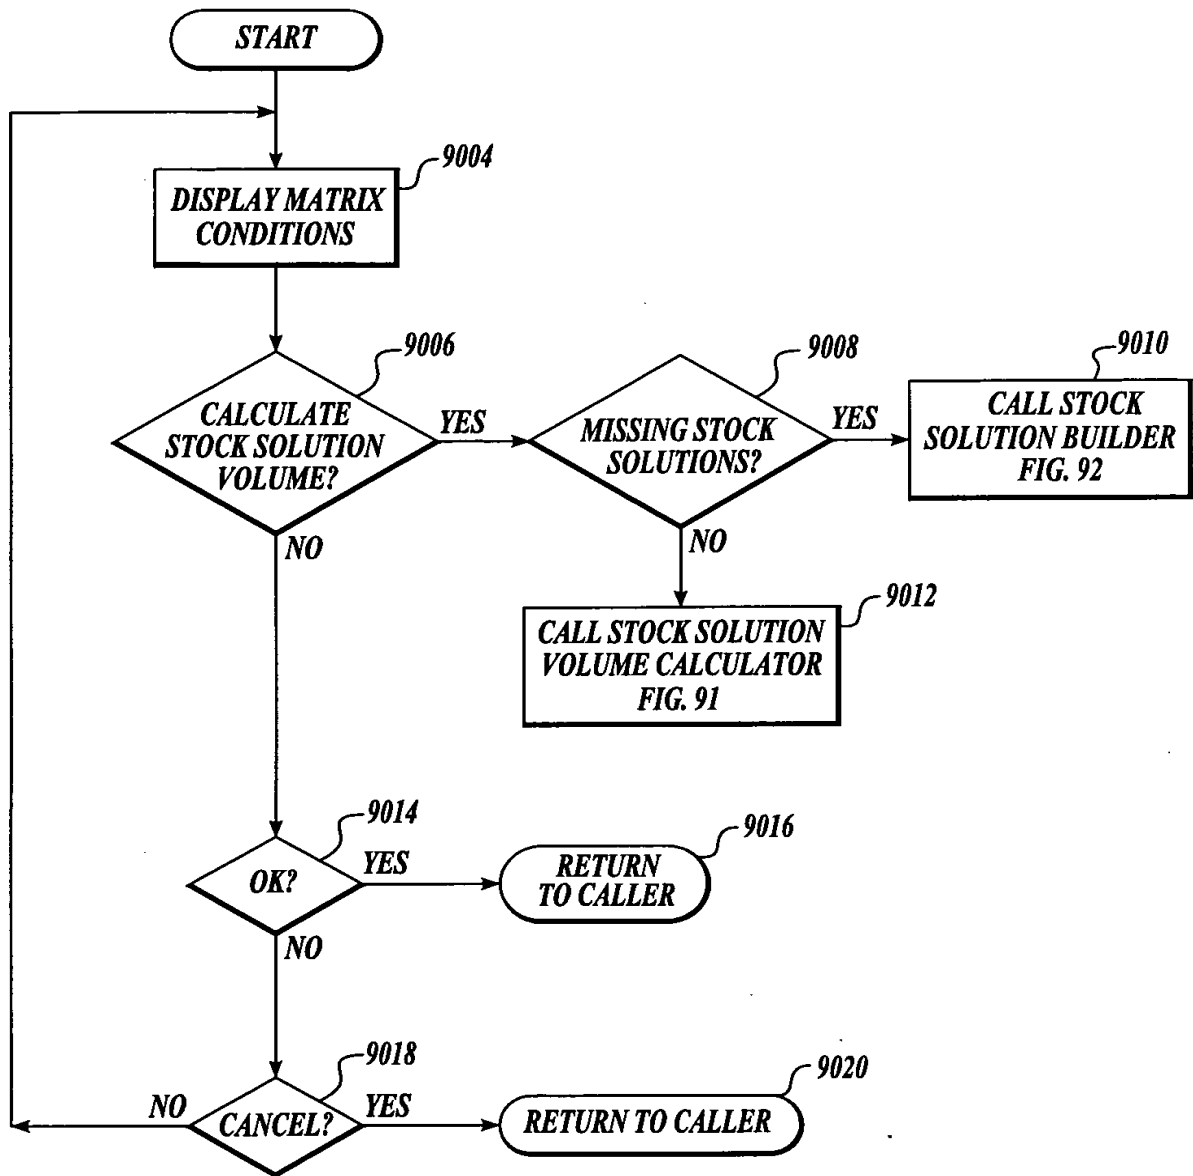 START
9004
DISPLAY MATRIX
CONDITIONS
9006
CALCULATE
STOCK SOLUTION
VOLUME?
YES
NO
9008
MISSING STOCK
SOLUTIONS?
YES
NO
9010
CALL STOCK
SOLUTION BUILDER
FIG. 92
9012
CALL STOCK SOLUTION
VOLUME CALCULATOR
FIG. 91
9014
OK?
YES
NO
9016
RETURN
TO CALLER
9018
CANCEL?
NO
YES
9020
RETURN TO CALLER